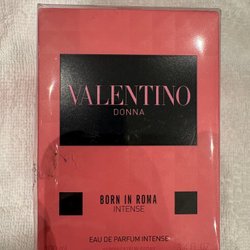 VALENTINO
DONNA
BORN IN ROMA
INTENSE
EAU DE PARFUM INTENSE